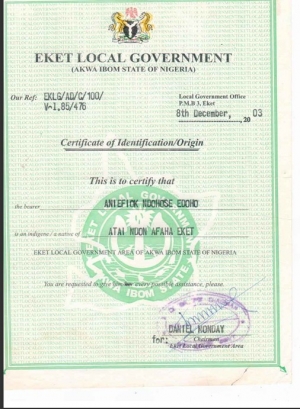 EKET LOCAL GOVERNMENT
(AKWA IBOM STATE OF NIGERIA)
Our Ref: EKLG/AD/C/100/
V-1.85/476
Local Government Office
P.M.B 3, Eket
8th December, 2003
Certificate of Identification/Origin
This is to certify that
the bearer ANIEFIOK NDONOSE EDOHO
is an indigene / a native of ATAI NDON AFAHA EKET
EKET LOCAL GOVERNMENT AREA OF AKWA IBOM STATE OF NIGERIA
You are requested to give him/her every possible assistance, please.
DANIEL MONDAY
for: Chairman
Eket Local Government Area